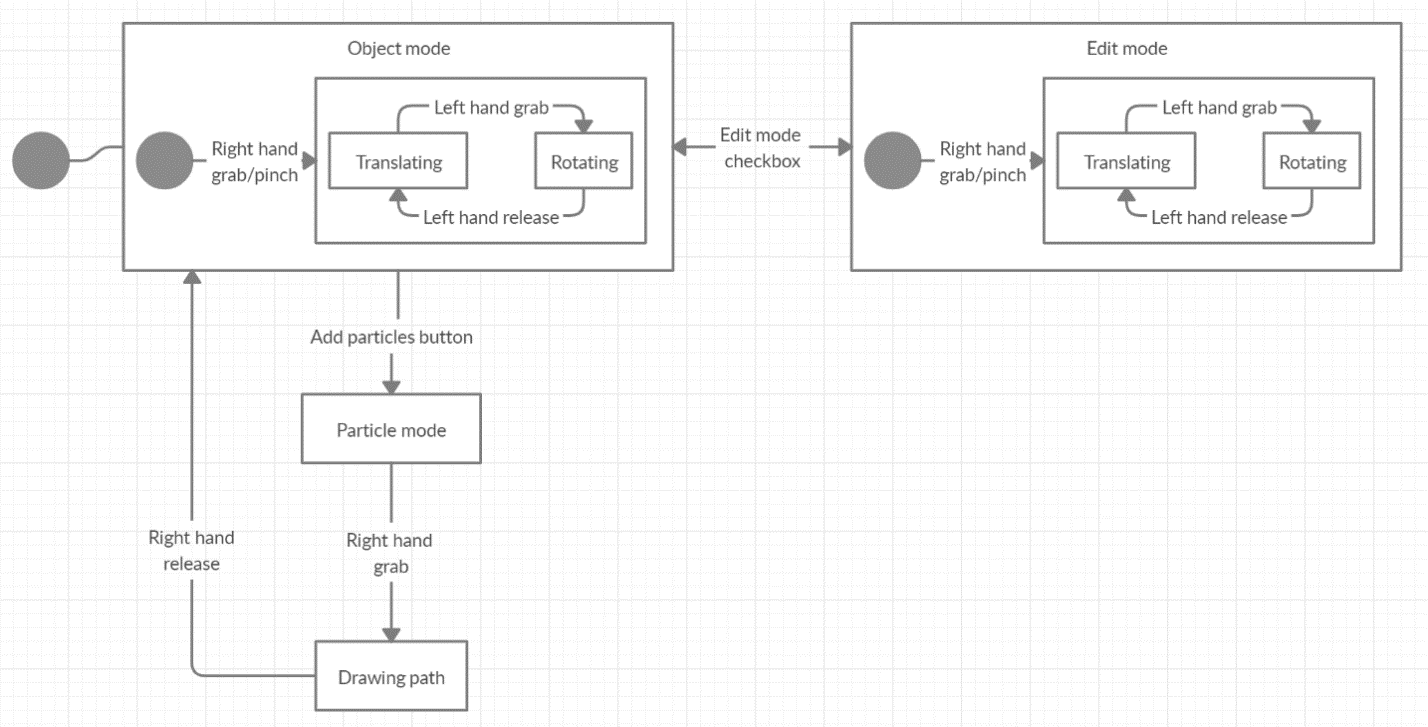 Object mode
Left hand grab
Right hand
grab/pinch
Translating
Rotating
Left hand release
Edit mode
checkbox
Edit mode
Left hand grab
Right hand
grab/pinch
Translating
Rotating
Left hand release
Add particles button
Particle mode
Right hand
release
Right hand
grab
Drawing path